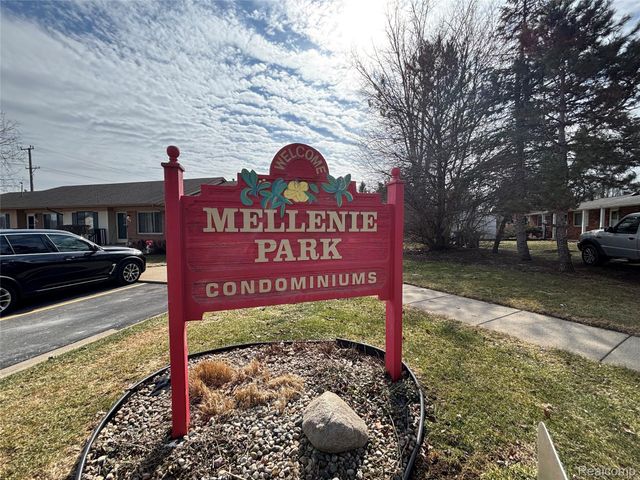 WELCOME
MELLENIE
PARK
CONDOMINIUMS
Realcomp